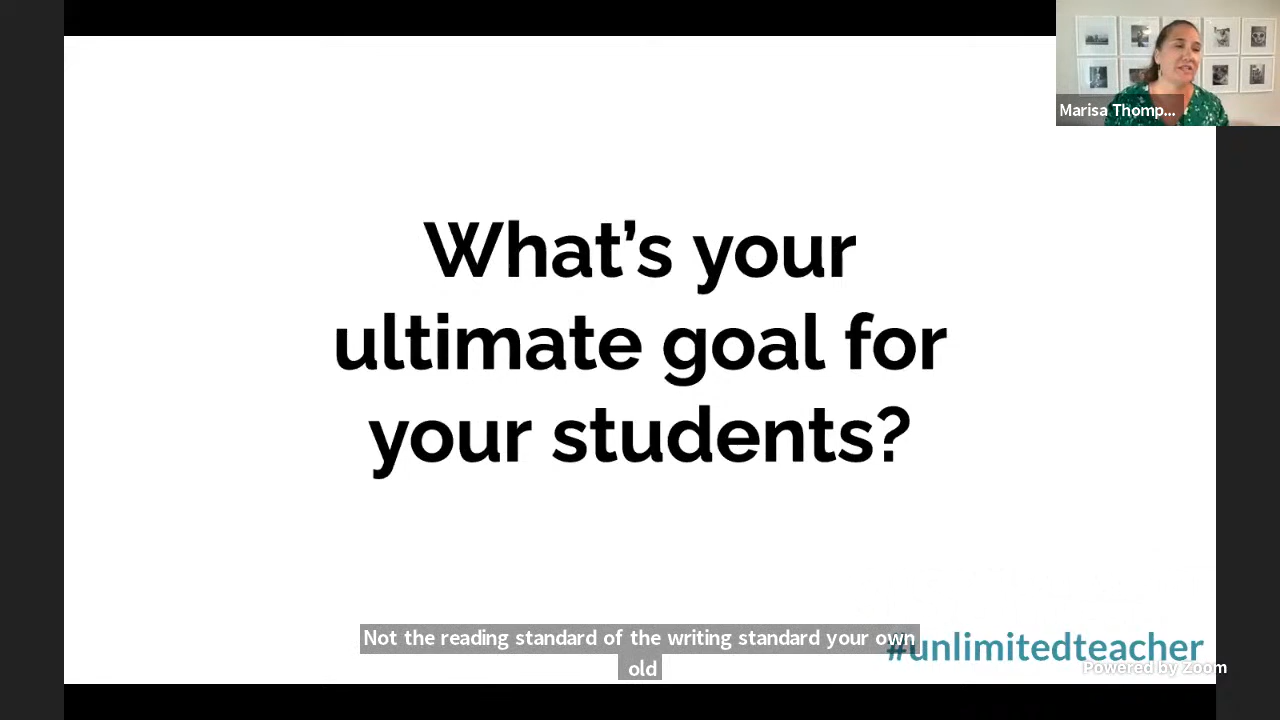 Marisa Thomp...
What's your
ultimate goal for
your students?
Not the reading standard of the writing standard your own
old
#unlimitedteacher
Powered by Zoom